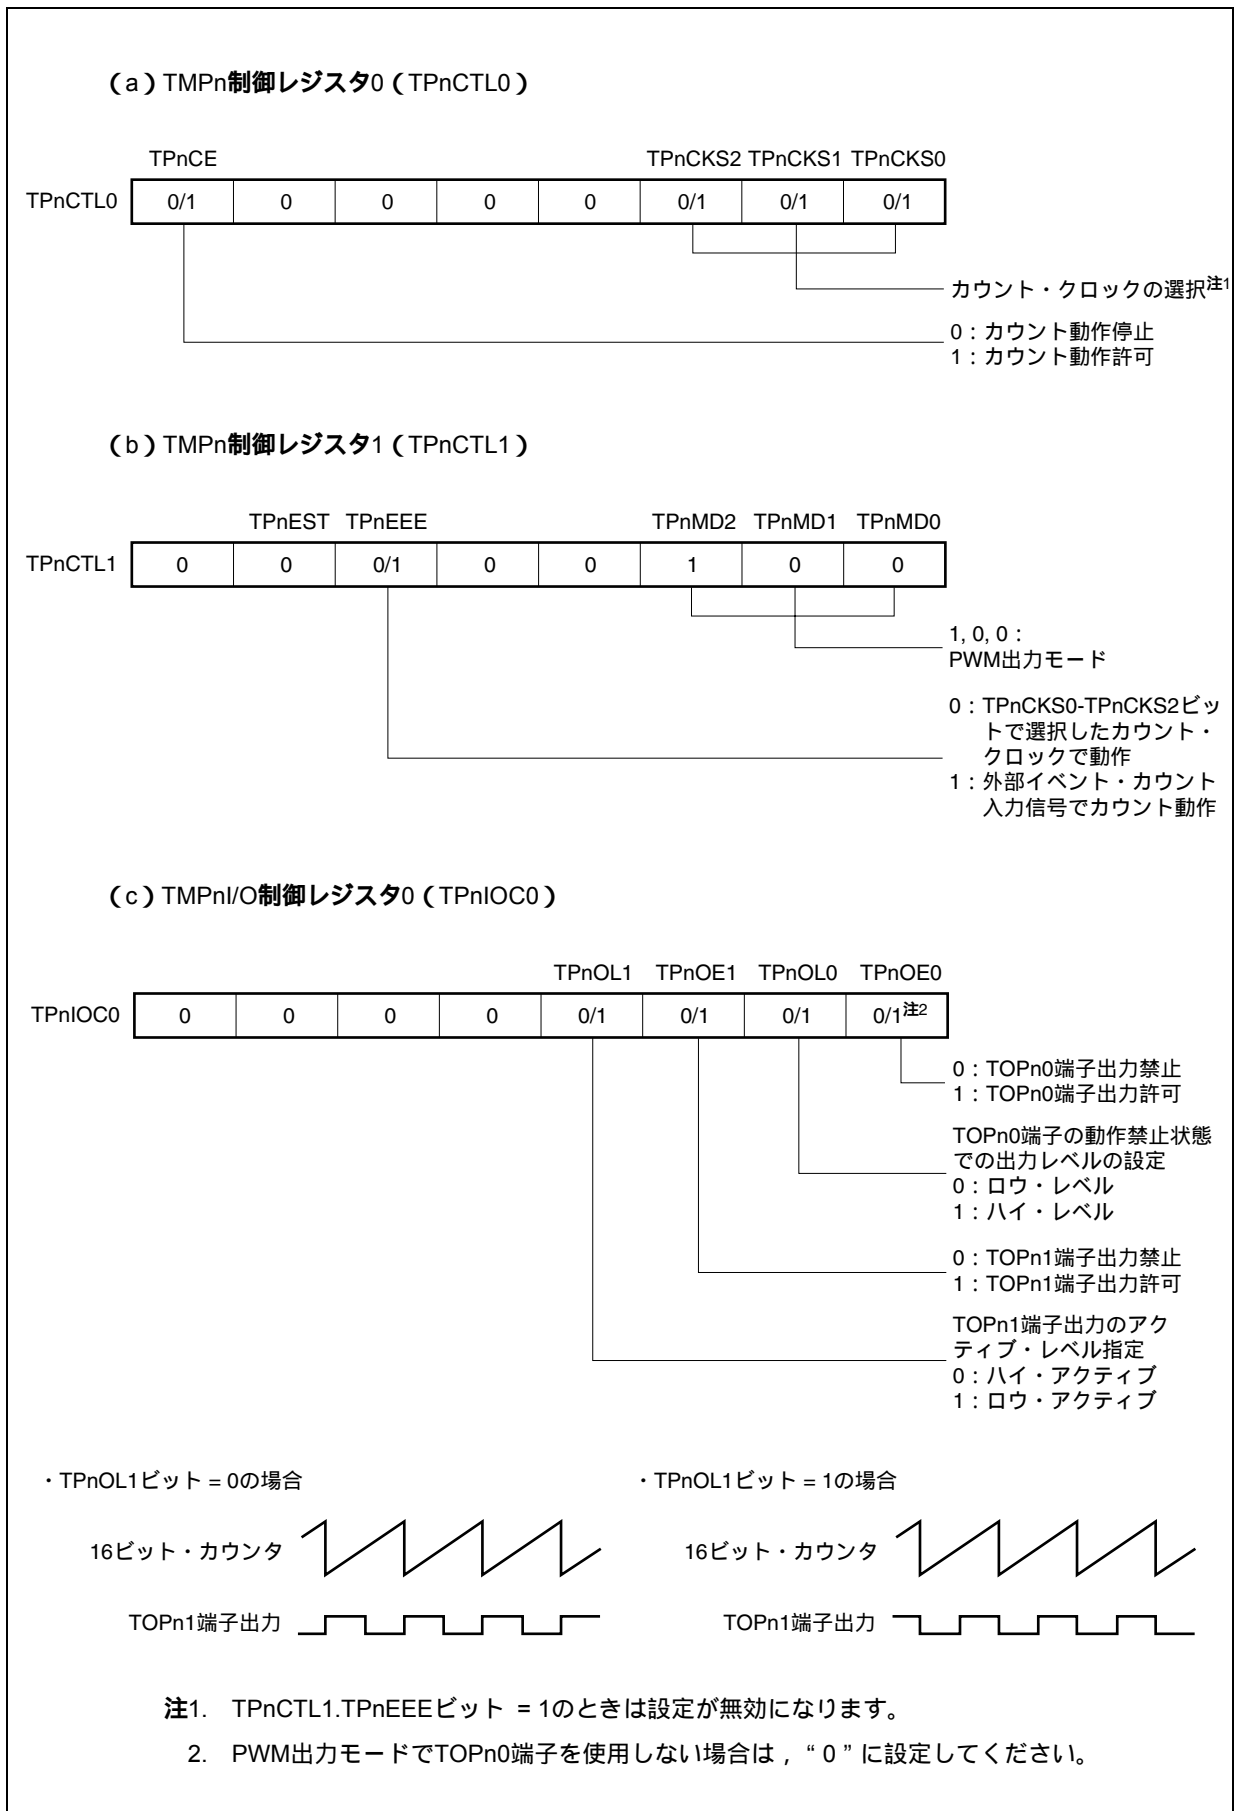 （a）TMPn制御レジスタ0（TPnCTL0）
TPnCE TPnCKS2 TPnCKS1 TPnCKS0
TPnCTL0 0/1 0 0 0 0 0/1 0/1 0/1
カウント・クロックの選択注1
0：カウント動作停止
1：カウント動作許可
（b）TMPn制御レジスタ1（TPnCTL1）
TPnEST TPnEEE TPnMD2 TPnMD1 TPnMD0
TPnCTL1 0 0 0/1 0 0 1 0 0
1, 0, 0：
PWM出力モード
0：TPnCKS0-TPnCKS2ビッ
トで選択したカウント・
クロックで動作
1：外部イベント・カウント
入力信号でカウント動作
（c）TMPnI/O制御レジスタ0（TPnIOC0）
TPnOL1 TPnOE1 TPnOL0 TPnOE0
TPnIOC0 0 0 0 0 0/1 0/1 0/1 0/1注2
0：TOPn0端子出力禁止
1：TOPn0端子出力許可
TOPn0端子の動作禁止状態
での出力レベルの設定
0：ロウ・レベル
1：ハイ・レベル
0：TOPn1端子出力禁止
1：TOPn1端子出力許可
TOPn1端子出力のアク
ティブ・レベル指定
0：ハイ・アクティブ
1：ロウ・アクティブ
・TPnOL1ビット = 0の場合
16ビット・カウンタ
TOPn1端子出力
・TPnOL1ビット = 1の場合
16ビット・カウンタ
TOPn1端子出力
注1. TPnCTL1.TPnEEEビット = 1のときは設定が無効になります。
2. PWM出力モードでTOPn0端子を使用しない場合は，“0”に設定してください。